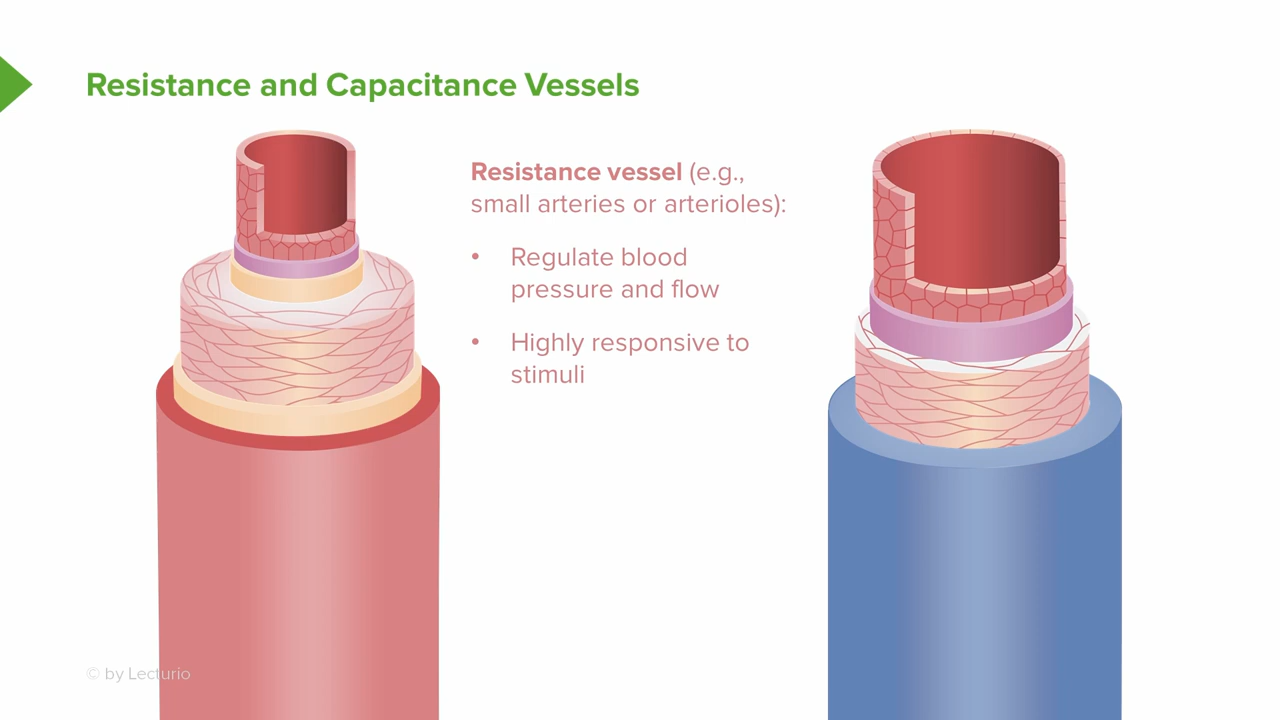 Resistance and Capacitance Vessels
Resistance vessel (e.g.,
small arteries or arterioles):
• Regulate blood
pressure and flow
• Highly responsive to
stimuli
© by Lecturio